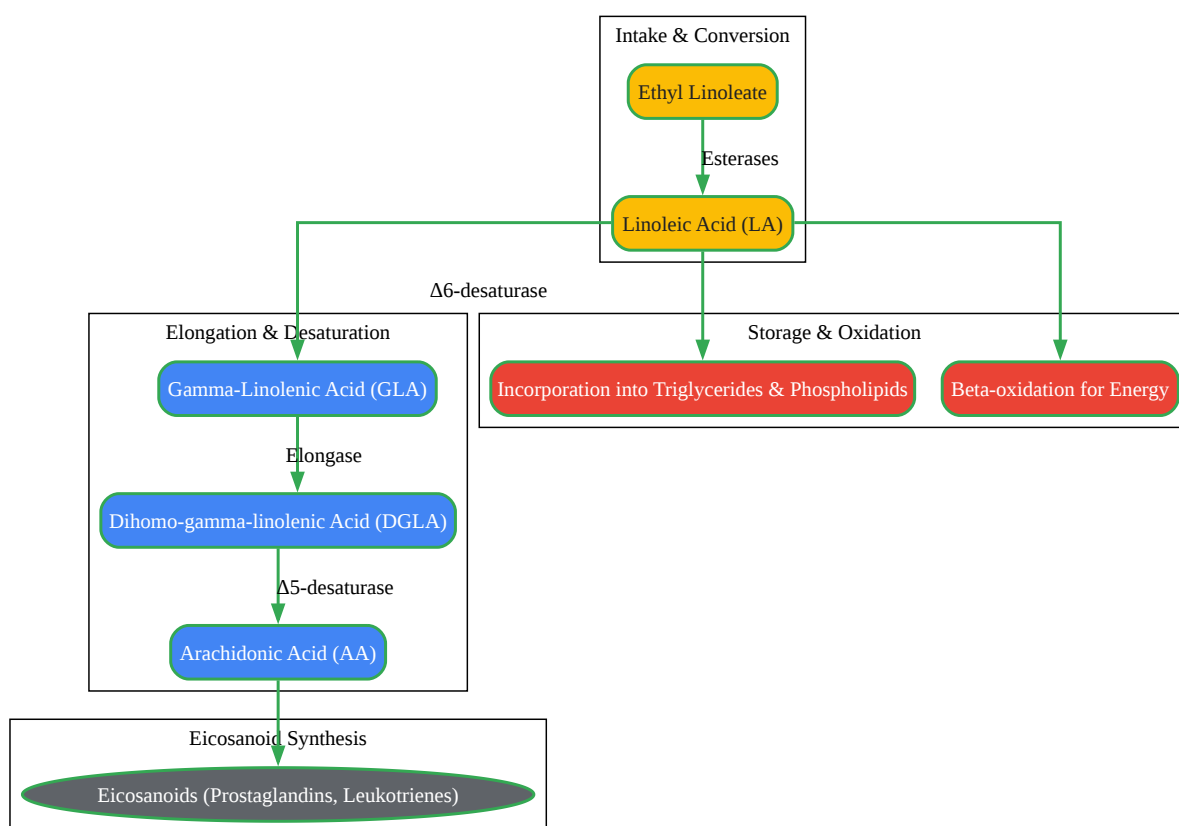 Intake & Conversion
Ethyl Linoleate
Esterases
Linoleic Acid (LA)
Δ6-desaturase
Elongation & Desaturation
Storage & Oxidation
Gamma-Linolenic Acid (GLA)
Incorporation into Triglycerides & Phospholipids
Beta-oxidation for Energy
Elongase
Dihomo-gamma-linolenic Acid (DGLA)
Δ5-desaturase
Arachidonic Acid (AA)
Eicosanoid Synthesis
Eicosanoids (Prostaglandins, Leukotrienes)